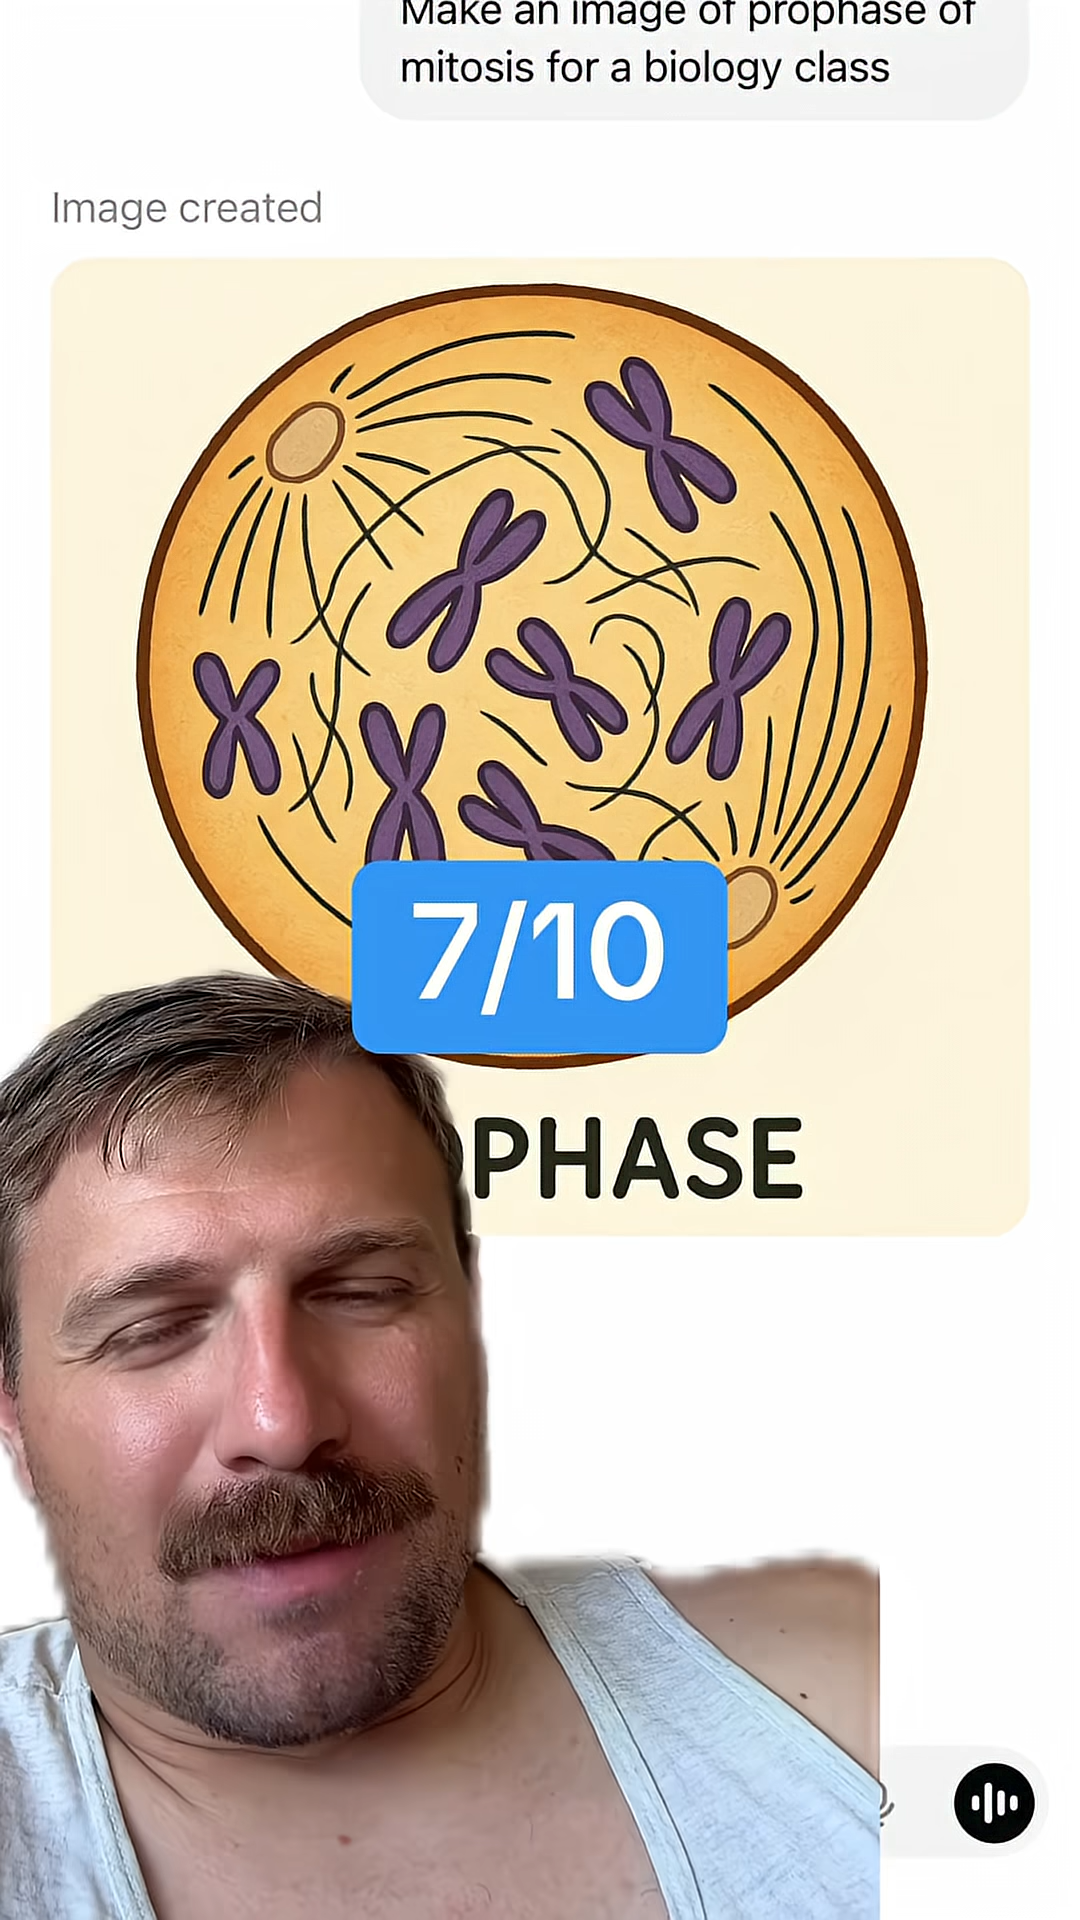 Make an image of prophase of
mitosis for a biology class
Image created
7/10
PHASE